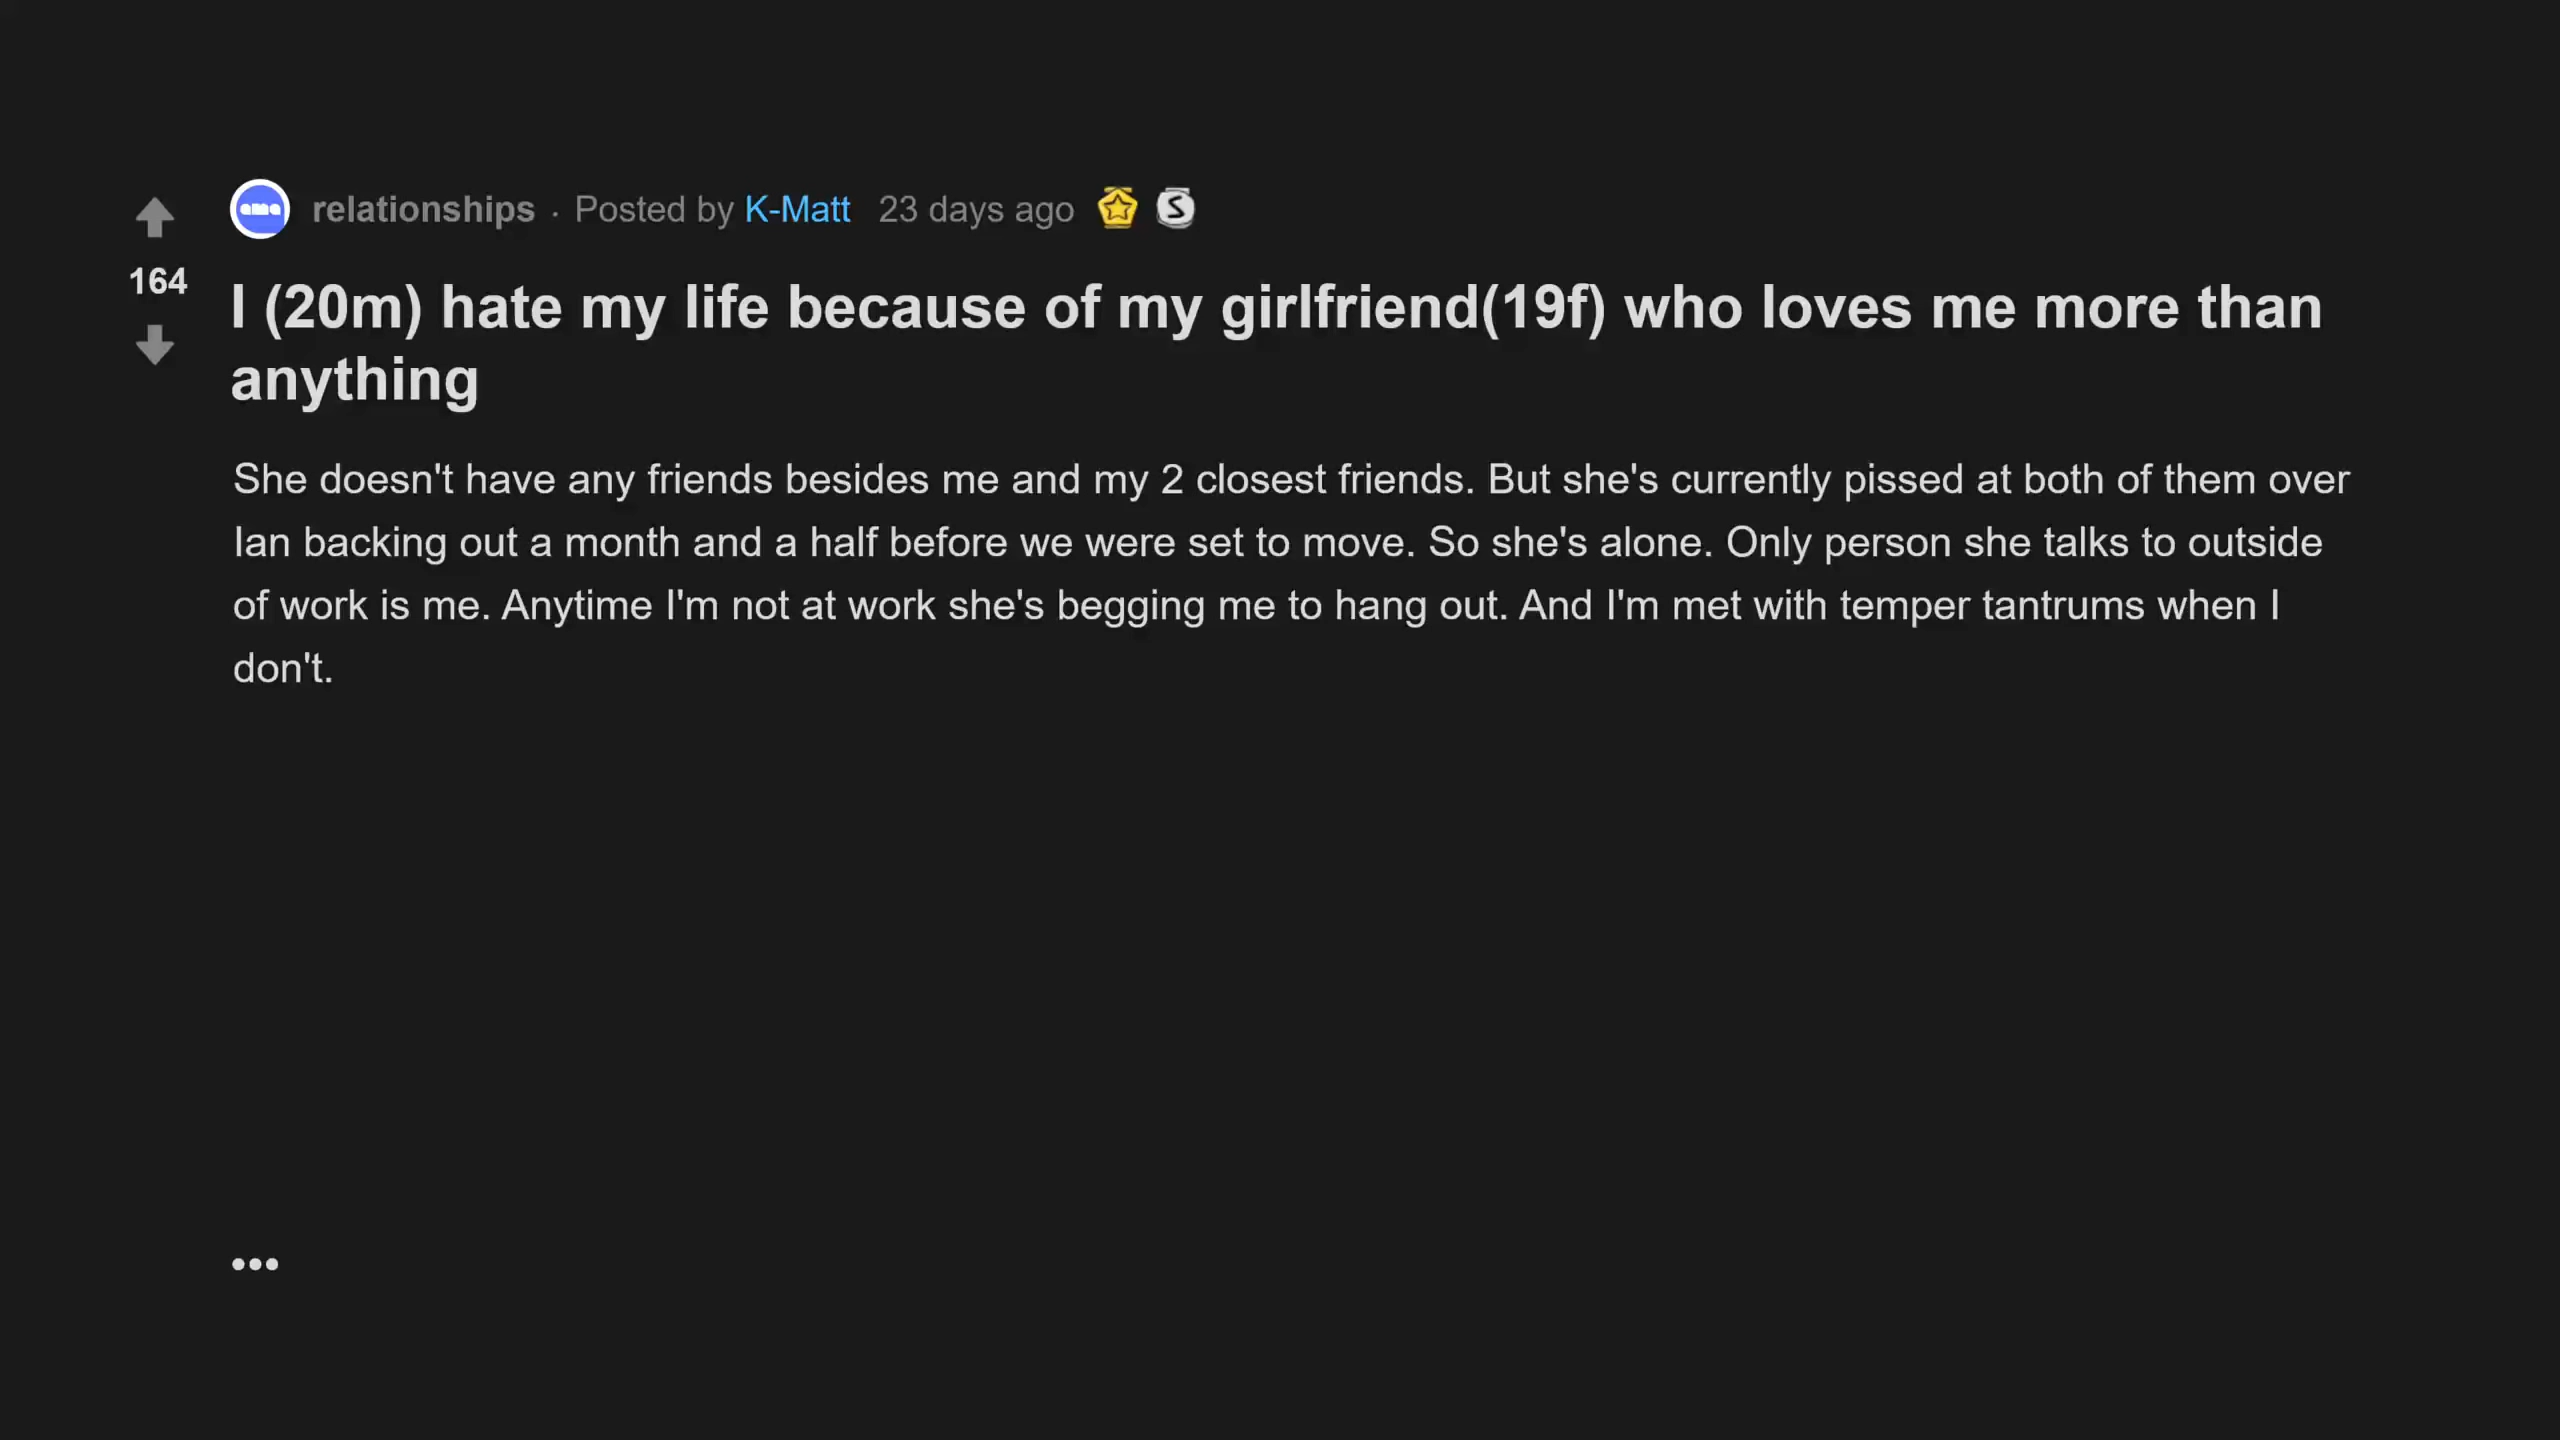 relationships · Posted by K-Matt 23 days ago
164
I (20m) hate my life because of my girlfriend(19f) who loves me more than
anything
She doesn't have any friends besides me and my 2 closest friends. But she's currently pissed at both of them over
Ian backing out a month and a half before we were set to move. So she's alone. Only person she talks to outside
of work is me. Anytime I'm not at work she's begging me to hang out. And I'm met with temper tantrums when I
don't.
•••